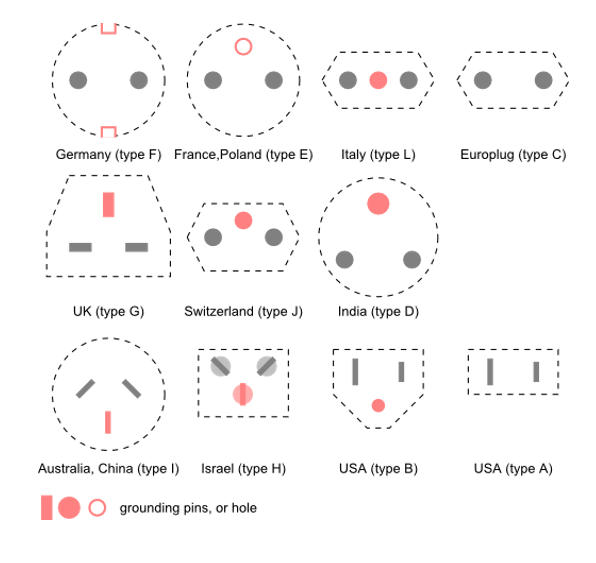 Germany (type F)
France,Poland (type E)
Italy (type L)
Europlug (type C)
UK (type G)
Switzerland (type J)
India (type D)
Australia, China (type I)
Israel (type H)
USA (type B)
USA (type A)
grounding pins, or hole